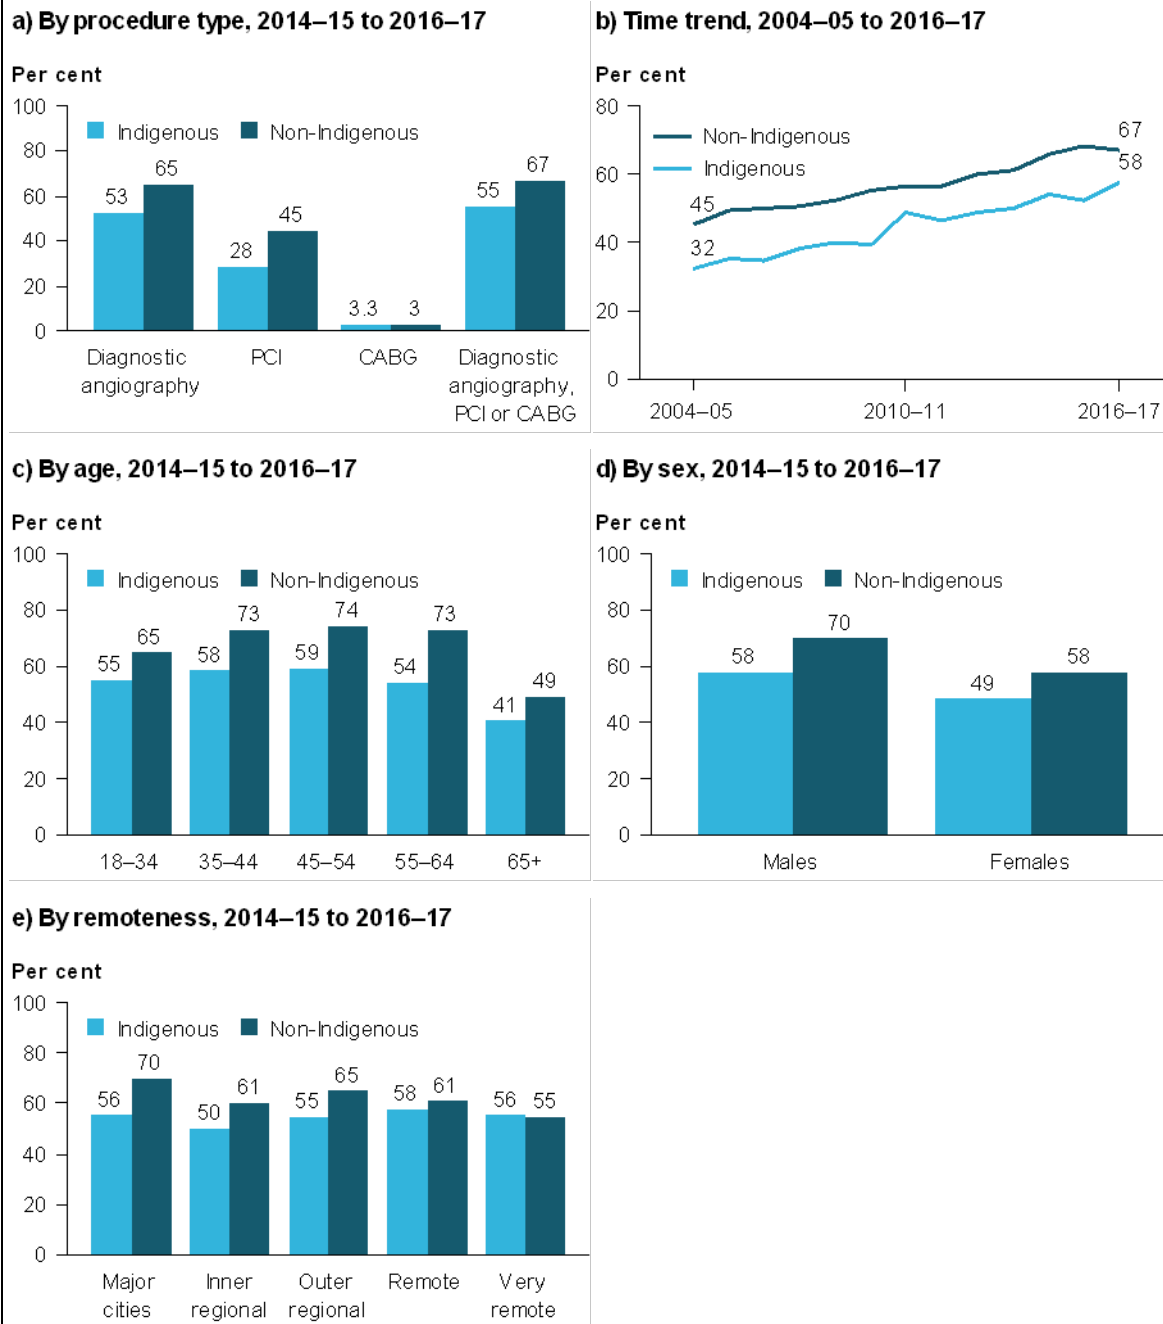 a) By procedure type, 2014–15 to 2016–17
Per cent
100
80
60
40
20
0
Indigenous Non-Indigenous
53 65
28 45
3.3 3
55 67
Diagnostic angiography
PCI
CABG
Diagnostic angiography, PCI or CABG
b) Time trend, 2004–05 to 2016–17
Per cent
80
60
40
20
0
Non-Indigenous
Indigenous
45
32
67
58
2004–05 2010–11 2016–17
c) By age, 2014–15 to 2016–17
Per cent
100
80
60
40
20
0
Indigenous Non-Indigenous
55 65
58 73
59 74
54 73
41 49
18–34 35–44 45–54 55–64 65+
d) By sex, 2014–15 to 2016–17
Per cent
100
80
60
40
20
0
Indigenous Non-Indigenous
58 70
49 58
Males Females
e) By remoteness, 2014–15 to 2016–17
Per cent
100
80
60
40
20
0
Indigenous Non-Indigenous
56 70
50 61
55 65
58 61
56 55
Major cities
Inner regional
Outer regional
Remote
Very remote